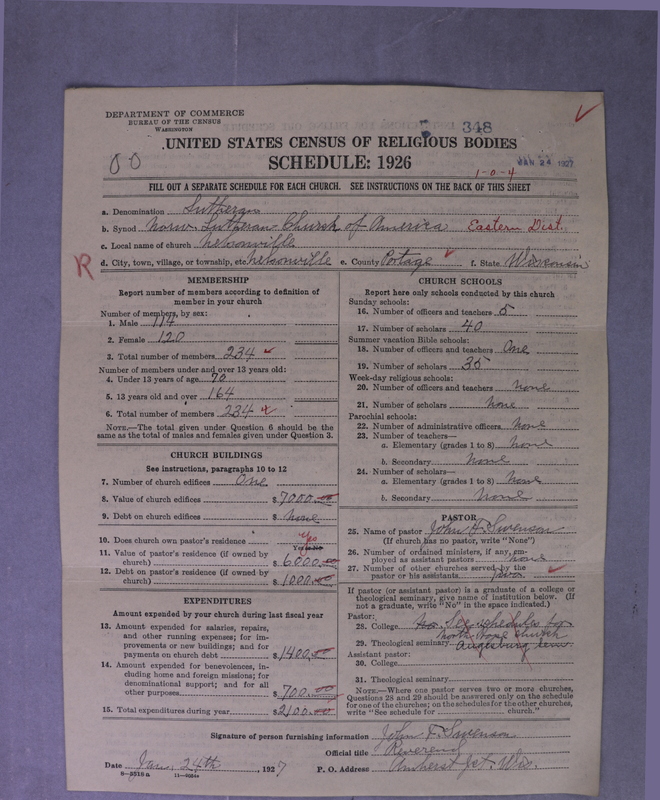 DEPARTMENT OF COMMERCE
BUREAU OF THE CENSUS
WASHINGTON
348
UNITED STATES CENSUS OF RELIGIOUS BODIES
SCHEDULE: 1926
JAN 24 1927
1-0-4
FILL OUT A SEPARATE SCHEDULE FOR EACH CHURCH. SEE INSTRUCTIONS ON THE BACK OF THIS SHEET
a. Denomination Lutheran
b. Synod Norw. Lutheran Church of America Eastern Dist.
c. Local name of church Nelsonville
d. City, town, village, or township, etc. Nelsonville e. County Portage f. State Wisconsin
R
MEMBERSHIP
Report number of members according to definition of
member in your church
Number of members, by sex:
1. Male 114
2. Female 120
3. Total number of members 234
Number of members under and over 13 years old:
4. Under 13 years of age 70
5. 13 years old and over 164
6. Total number of members 234
NOTE.—The total given under Question 6 should be
same as the total of males and females given under Question 3.
CHURCH BUILDINGS
See instructions, paragraphs 10 to 12
7. Number of church edifices One
8. Value of church edifices $7000.00
9. Debt on church edifices $ None
10. Does church own pastor's residence Yes
Yes or No
11. Value of pastor's residence (if owned by
church) $ 6000.00
12. Debt on pastor's residence (if owned by
church) $ 1000.00
EXPENDITURES
Amount expended by your church during last fiscal year
13. Amount expended for salaries, repairs,
and other running expenses; for im-
provements or new buildings; and for
payments on church debt $1400.00
14. Amount expended for benevolences, in-
cluding home and foreign missions; for
denominational support; and for all
other purposes $ 700.00
15. Total expenditures during year $2100.00
CHURCH SCHOOLS
Report here only schools conducted by this church
Sunday schools:
16. Number of officers and teachers 5
17. Number of scholars 40
Summer vacation Bible schools:
18. Number of officers and teachers One
19. Number of scholars 35
Week-day religious schools:
20. Number of officers and teachers None
21. Number of scholars None
Parochial schools:
22. Number of administrative officers None
23. Number of teachers—
a. Elementary (grades 1 to 8) None
b. Secondary None
24. Number of scholars—
a. Elementary (grades 1 to 8) None
b. Secondary None
PASTOR
25. Name of pastor John F. Swenson
(If church has no pastor, write "None")
26. Number of ordained ministers, if any, em-
ployed as assistant pastors None
27. Number of other churches served by the
pastor or his assistants Two
If pastor (or assistant pastor) is a graduate of a college or
theological seminary, give name of institution below. (If
not a graduate, write "No" in the space indicated.)
Pastor:
28. College No See schedule for
church
29. Theological seminary Augsburg Sem.
Assistant pastor:
30. College
31. Theological seminary
NOTE.—Where one pastor serves two or more churches,
Questions 28 and 29 should be answered only on the schedule
for one of the churches; on the schedules for the other churches,
write "See schedule for church."
Signature of person furnishing information John F. Swenson
Official title Reverend
Date Jan. 24th, 1927 P. O. Address Amherst Jct. Wis.
8-5518a